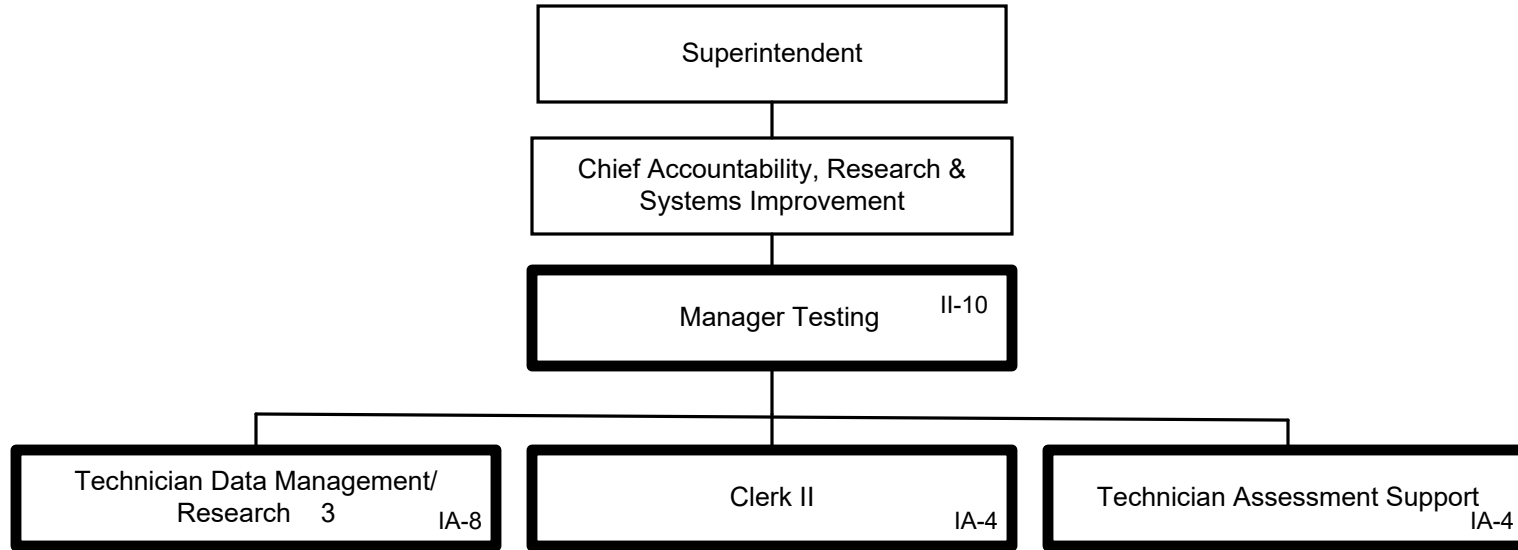 Superintendent
Chief Accountability, Research &
Systems Improvement
Manager Testing
II-10
Technician Data Management/
Research 3
IA-8
Clerk II
IA-4
Technician Assessment Support
IA-4